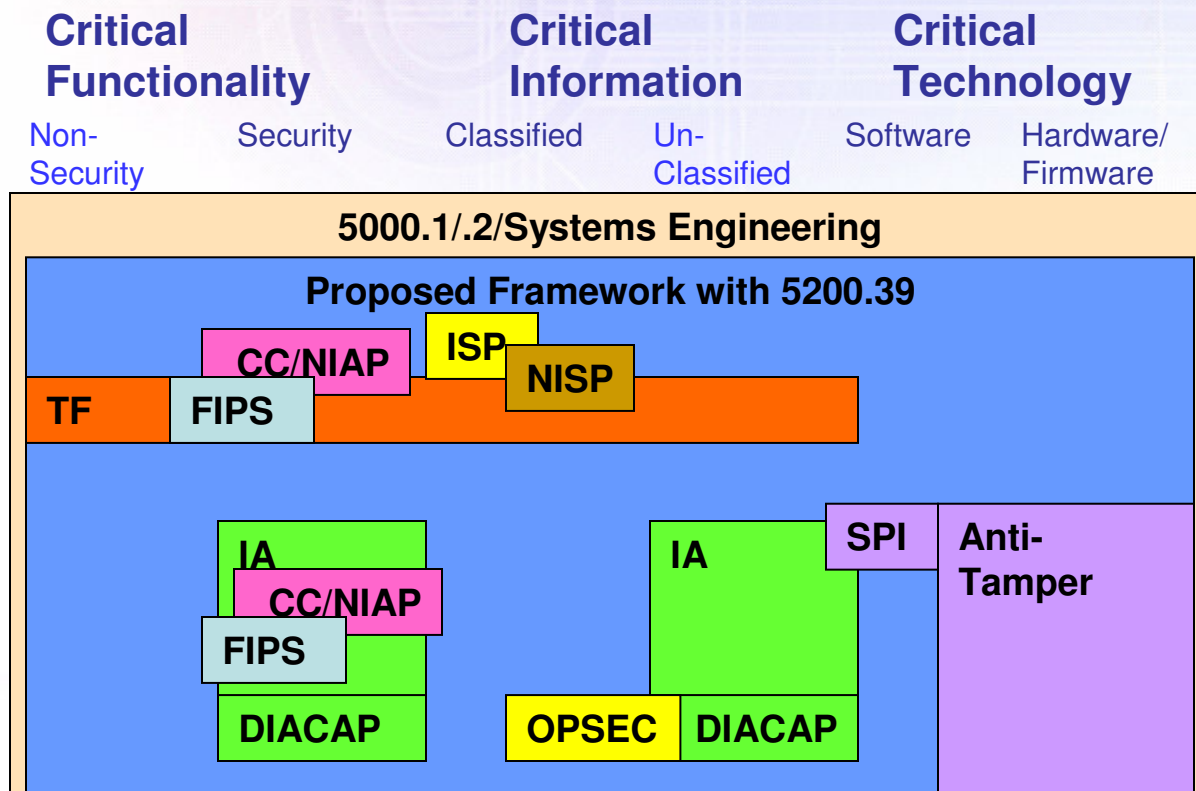 Critical
Functionality
Critical
Information
Critical
Technology
Non-
Security
Security
Classified
Un-
Classified
Software
Hardware/
Firmware
5000.1/.2/Systems Engineering
Proposed Framework with 5200.39
CC/NIAP
ISP
NISP
TF
FIPS
IA
CC/NIAP
FIPS
DIACAP
IA
OPSEC
DIACAP
SPI
Anti-
Tamper